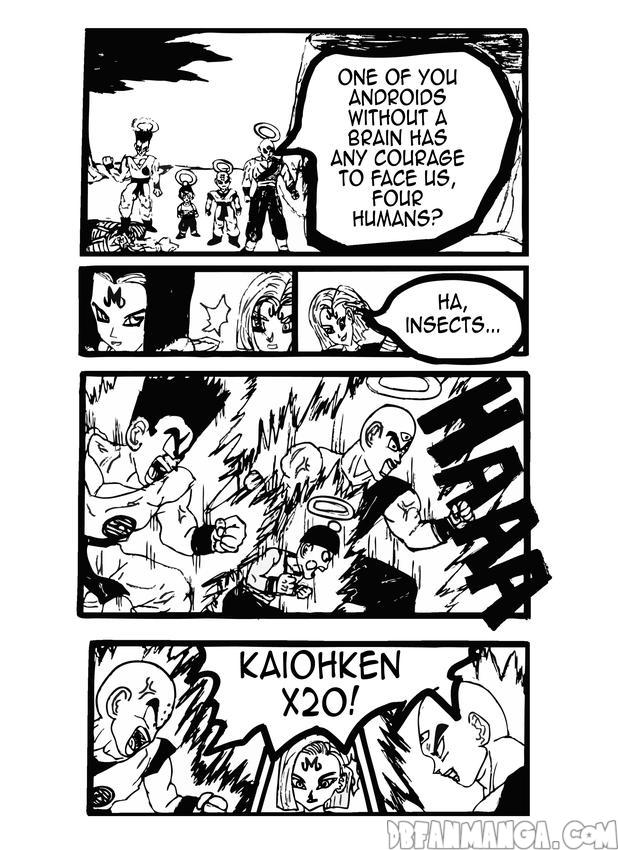 ONE OF YOU
ANDROIDS
WITHOUT A
BRAIN HAS
ANY COURAGE
TO FACE US,
FOUR
HUMANS?
HA,
INSECTS...
HAAAA
KAIOHKEN
X20!
DBFANMANGA.COM